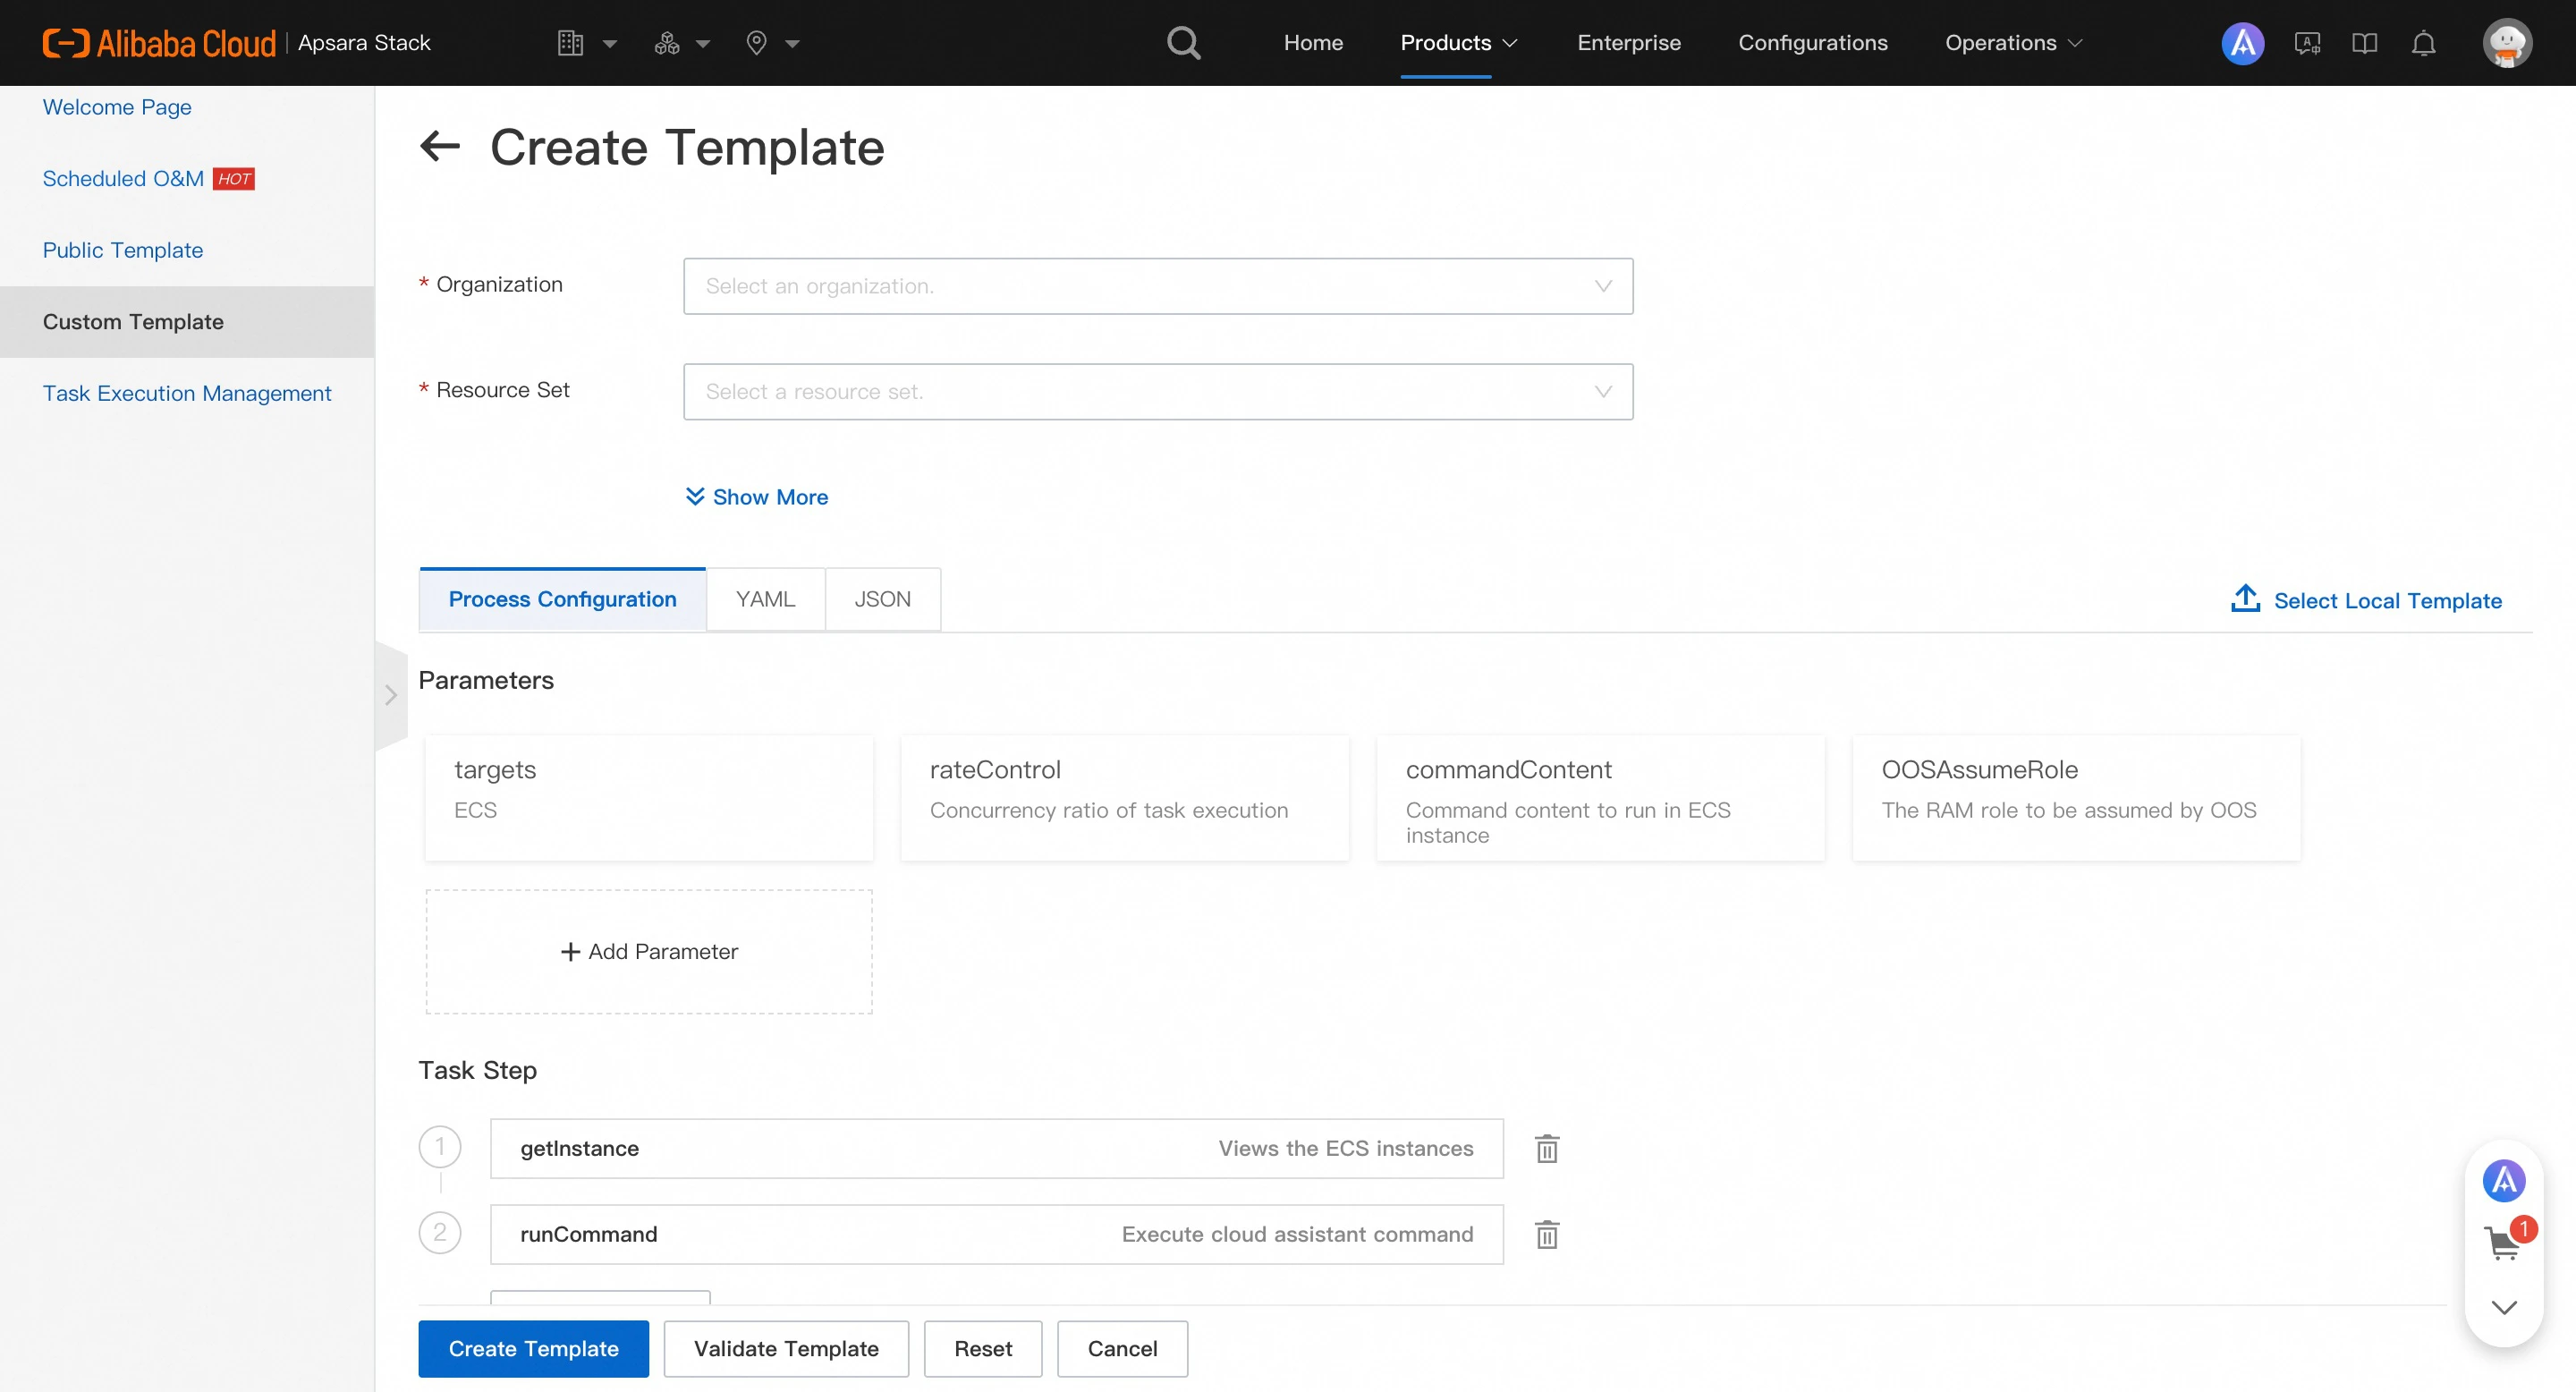 Alibaba Cloud | Apsara Stack
Home
Products
Enterprise
Configurations
Operations
Welcome Page
Scheduled O&M HOT
Public Template
Custom Template
Task Execution Management
Create Template
* Organization
Select an organization.
* Resource Set
Select a resource set.
Show More
Process Configuration
YAML
JSON
Select Local Template
Parameters
targets
ECS
rateControl
Concurrency ratio of task execution
commandContent
Command content to run in ECS
instance
OOSAssumeRole
The RAM role to be assumed by OOS
+ Add Parameter
Task Step
1
getInstance
Views the ECS instances
2
runCommand
Execute cloud assistant command
1
Create Template
Validate Template
Reset
Cancel